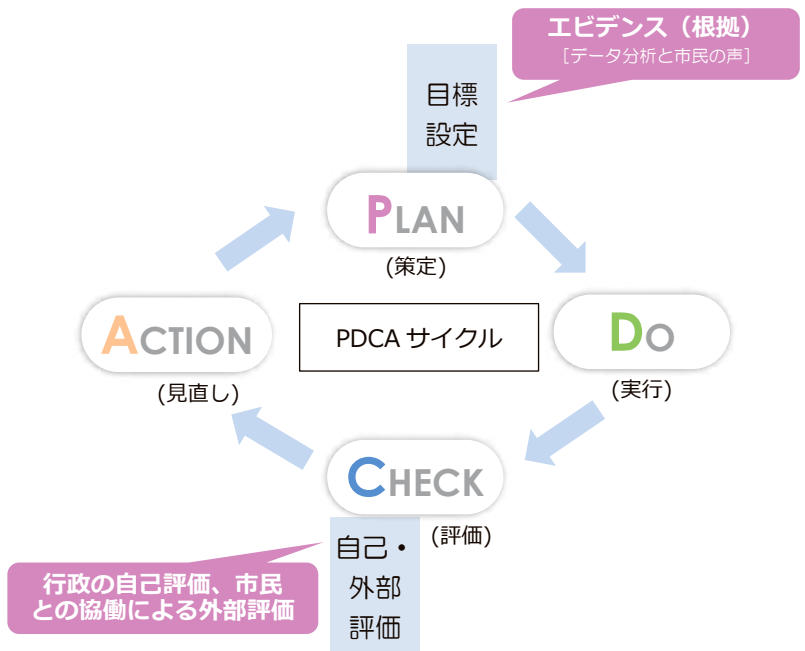 エビデンス（根拠）
［データ分析と市民の声］
目標
設定
PLAN
(策定)
ACTION
(見直し)
PDCA サイクル
DO
(実行)
CHECK
(評価)
自己・
外部
評価
行政の自己評価、市民
との協働による外部評価